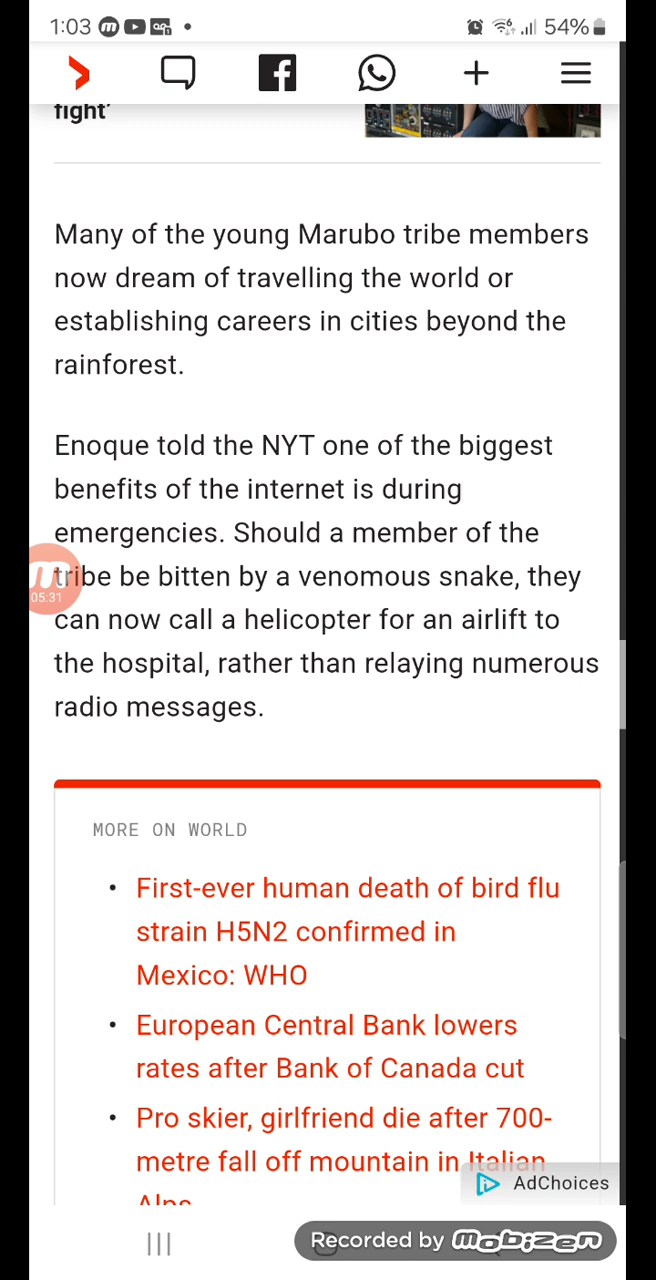 1:03
54%
fight'
Many of the young Marubo tribe members
now dream of travelling the world or
establishing careers in cities beyond the
rainforest.
Enoque told the NYT one of the biggest
benefits of the internet is during
emergencies. Should a member of the
tribe be bitten by a venomous snake, they
05:31
can now call a helicopter for an airlift to
the hospital, rather than relaying numerous
radio messages.
MORE ON WORLD
• First-ever human death of bird flu
strain H5N2 confirmed in
Mexico: WHO
• European Central Bank lowers
rates after Bank of Canada cut
• Pro skier, girlfriend die after 700-
metre fall off mountain in Italian
Alps
AdChoices
Recorded by mobizen